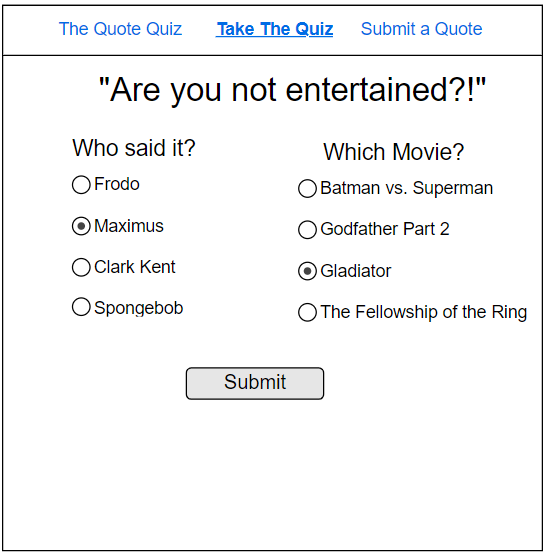 The Quote Quiz Take The Quiz Submit a Quote
"Are you not entertained?!"
Who said it?
Frodo
Maximus
Clark Kent
Spongebob
Which Movie?
Batman vs. Superman
Godfather Part 2
Gladiator
The Fellowship of the Ring
Submit